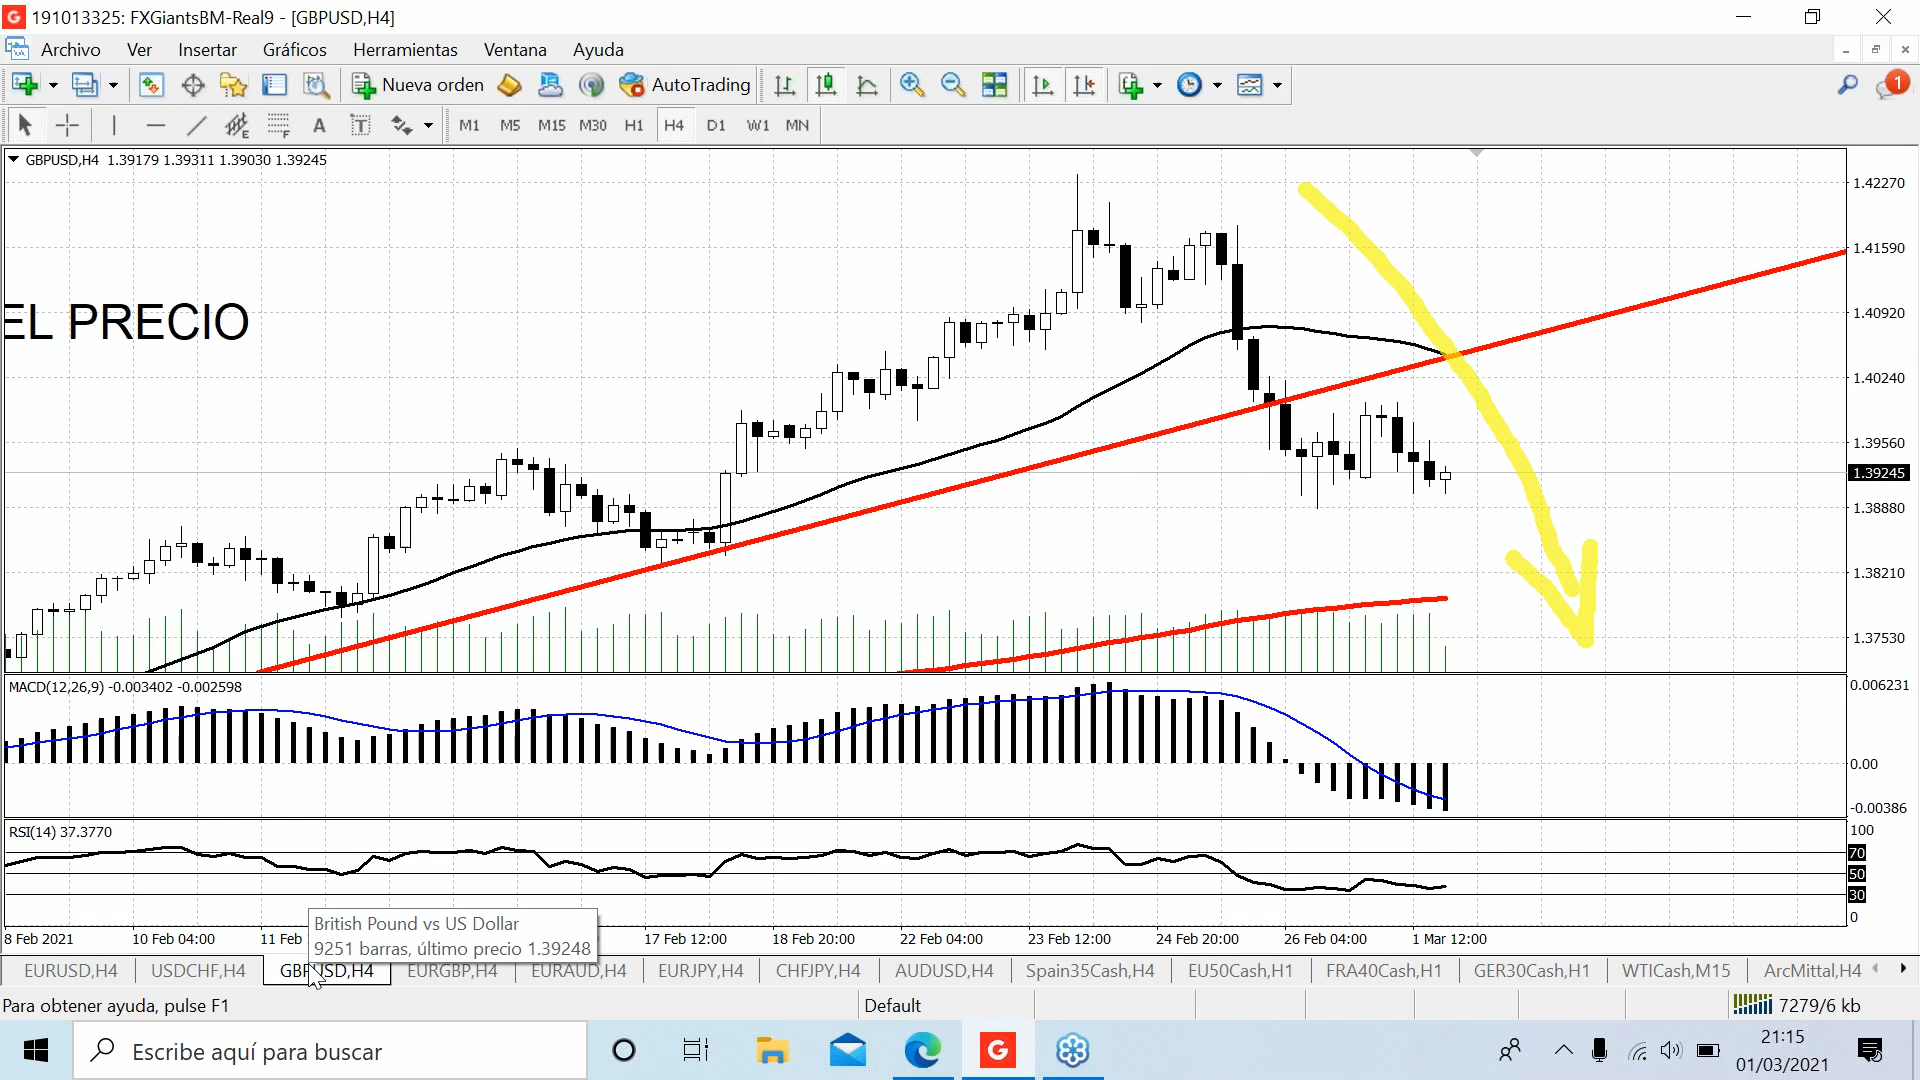 191013325: FXGiantsBM-Real9 - [GBPUSD,H4]
Archivo Ver Insertar Gráficos Herramientas Ventana Ayuda
Nueva orden AutoTrading 1
A T M1 M5 M15 M30 H1 H4 D1 W1 MN
GBPUSD,H4 1.39179 1.39311 1.39030 1.39245
1.42270
1.41590
EL PRECIO
1.40920
1.40240
1.39560
1.39245
1.38880
1.38210
1.37530
MACD(12,26,9) -0.003402 -0.002598
0.006231
0.00
-0.00386
RSI(14) 37.3770
100
70
50
30
0
8 Feb 2021 10 Feb 04:00 11 Feb 17 Feb 12:00 18 Feb 20:00 22 Feb 04:00 23 Feb 12:00 24 Feb 20:00 26 Feb 04:00 1 Mar 12:00
British Pound vs US Dollar
9251 barras, último precio 1.39248
EURUSD,H4 USDCHF,H4 GBPUSD,H4 EURGBP,H4 EURAUD,H4 EURJPY,H4 CHFJPY,H4 AUDUSD,H4 Spain35Cash,H4 EU50Cash,H1 FRA40Cash,H1 GER30Cash,H1 WTICash,M15 ArcMittal,H4
Para obtener ayuda, pulse F1 Default 7279/6 kb
Escribe aquí para buscar
21:15
01/03/2021